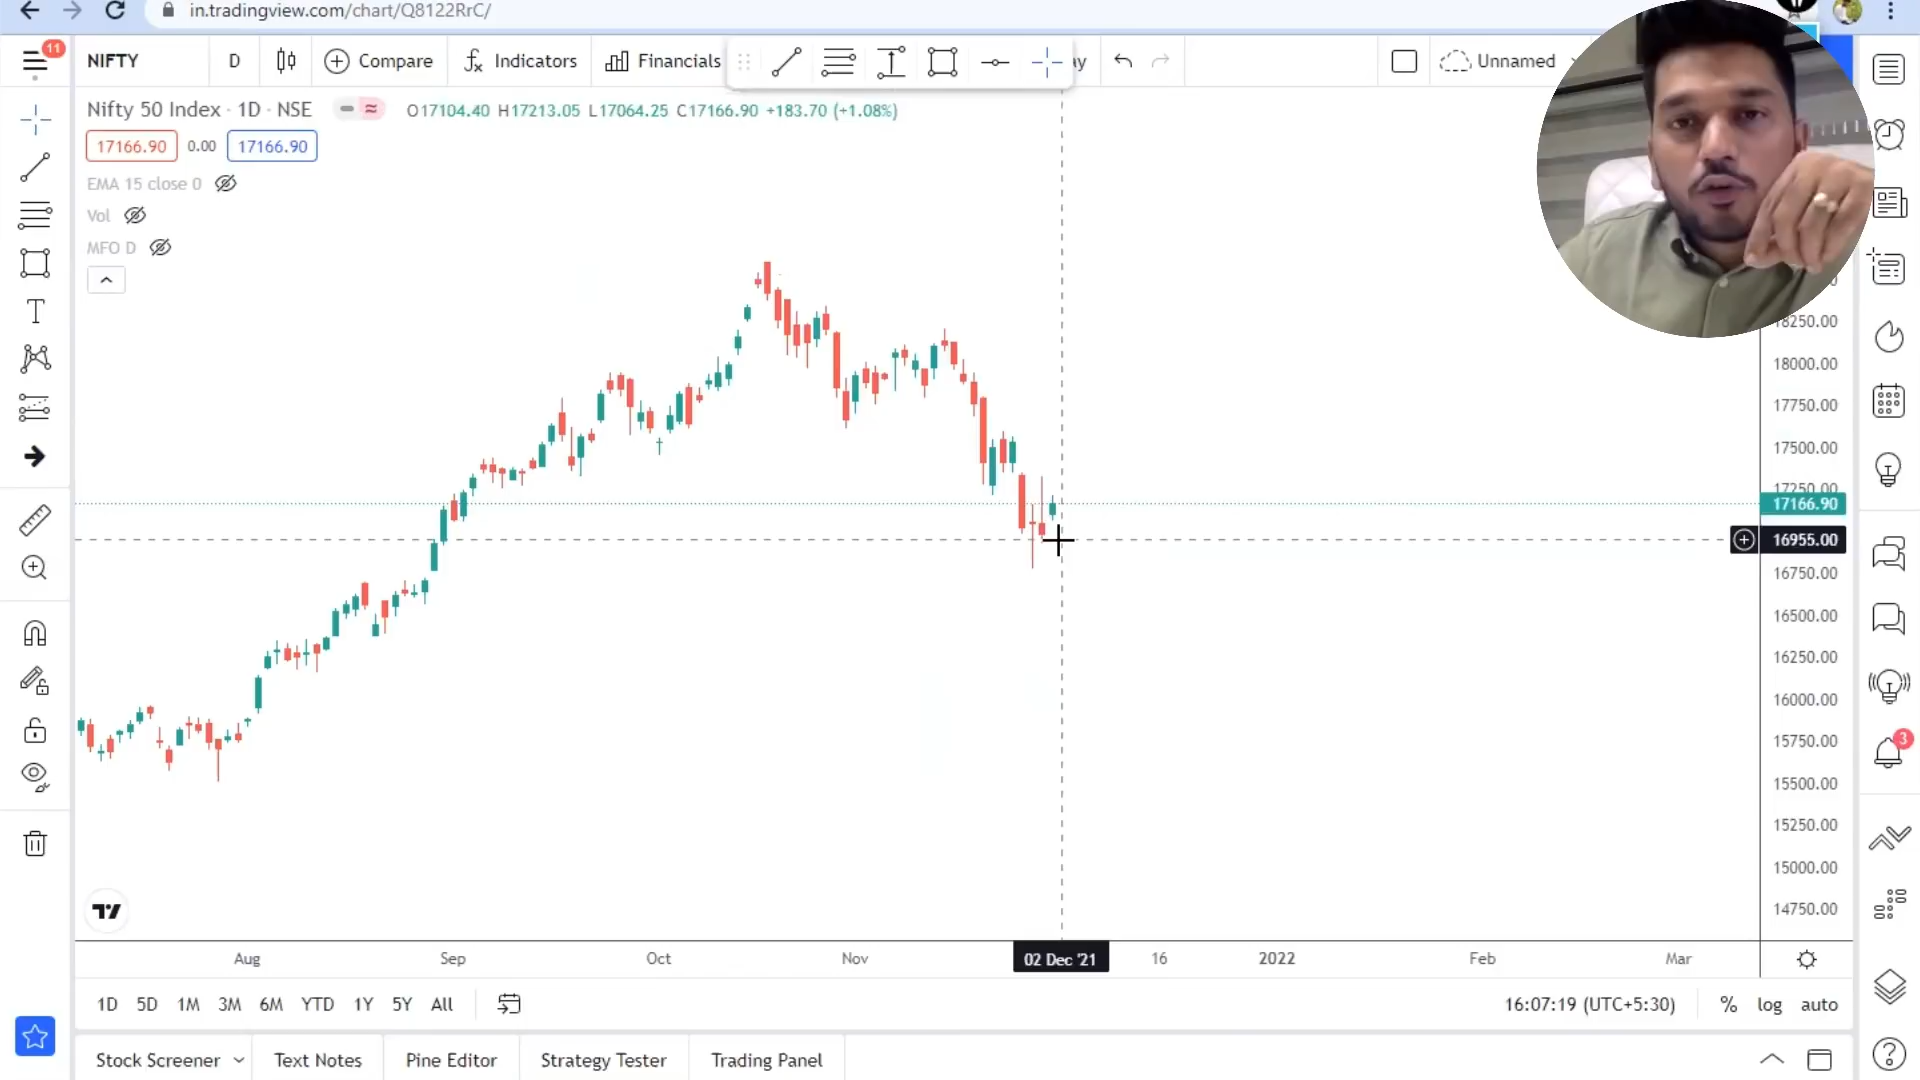 in.tradingview.com/chart/Q8122RrC/
11
NIFTY
D
Compare
Indicators
Financials
ay
Unnamed
Nifty 50 Index · 1D · NSE
O17104.40 H17213.05 L17064.25 C17166.90 +183.70 (+1.08%)
17166.90
0.00
17166.90
EMA 15 close 0
Vol
MFO D
18250.00
18000.00
17750.00
17500.00
17250.00
17166.90
16955.00
16750.00
16500.00
16250.00
16000.00
15750.00
15500.00
15250.00
15000.00
14750.00
3
Aug
Sep
Oct
Nov
02 Dec '21
16
2022
Feb
Mar
1D
5D
1M
3M
6M
YTD
1Y
5Y
All
16:07:19 (UTC+5:30)
%
log
auto
Stock Screener
Text Notes
Pine Editor
Strategy Tester
Trading Panel